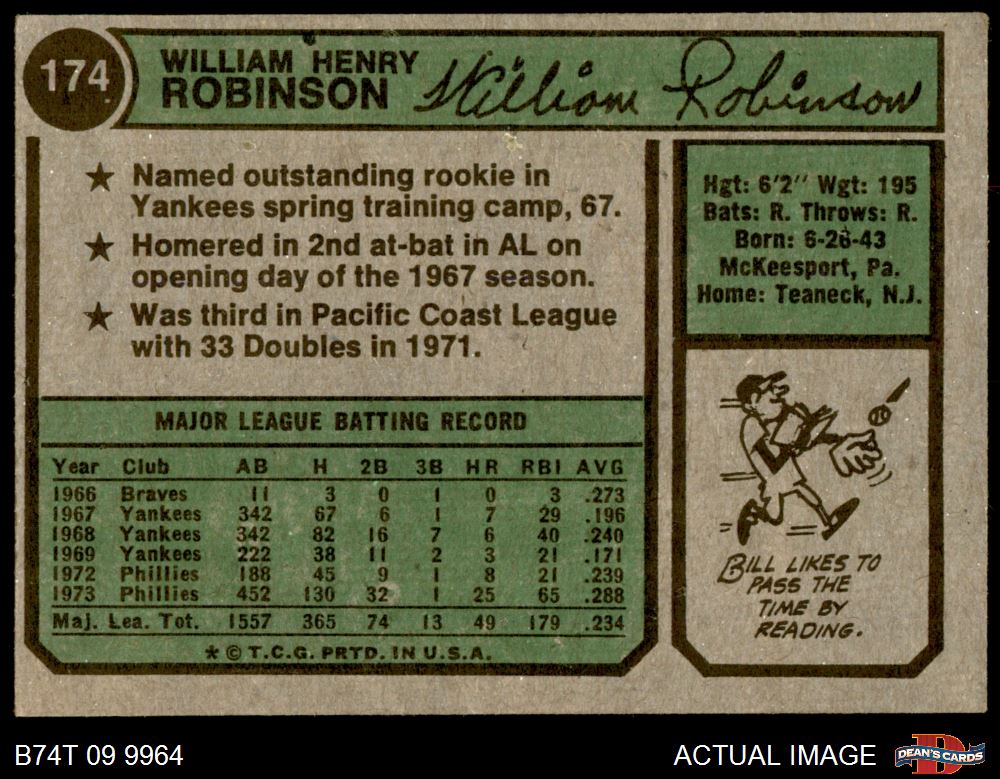 174
WILLIAM HENRY
ROBINSON
William Robinson
★ Named outstanding rookie in
Yankees spring training camp, 67.
★ Homered in 2nd at-bat in AL on
opening day of the 1967 season.
★ Was third in Pacific Coast League
with 33 Doubles in 1971.
Hgt: 6'2" Wgt: 195
Bats: R. Throws: R.
Born: 6-26-43
McKeesport, Pa.
Home: Teaneck, N.J.
MAJOR LEAGUE BATTING RECORD
Year Club AB H 2B 3B HR RBI AVG
1966 Braves 11 3 0 1 0 3 .273
1967 Yankees 342 67 6 1 7 29 .196
1968 Yankees 342 82 16 7 6 40 .240
1969 Yankees 222 38 11 2 3 21 .171
1972 Phillies 188 45 9 1 8 21 .239
1973 Phillies 452 130 32 1 25 65 .288
Maj. Lea. Tot. 1557 365 74 13 49 179 .234
* © T.C.G. PRTD. IN U.S.A.
BILL LIKES TO
PASS THE
TIME BY
READING.
B74T 09 9964
ACTUAL IMAGE
DEAN'S CARDS